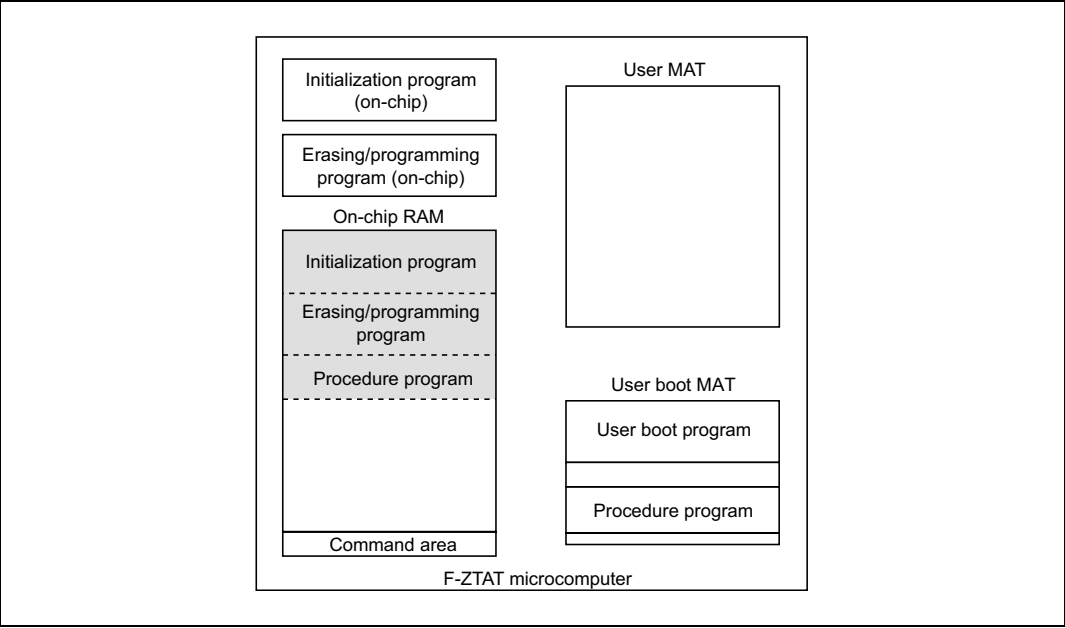 Initialization program
(on-chip)
Erasing/programming
program (on-chip)
On-chip RAM
Initialization program
Erasing/programming
program
Procedure program
Command area
User MAT
User boot MAT
User boot program
Procedure program
F-ZTAT microcomputer